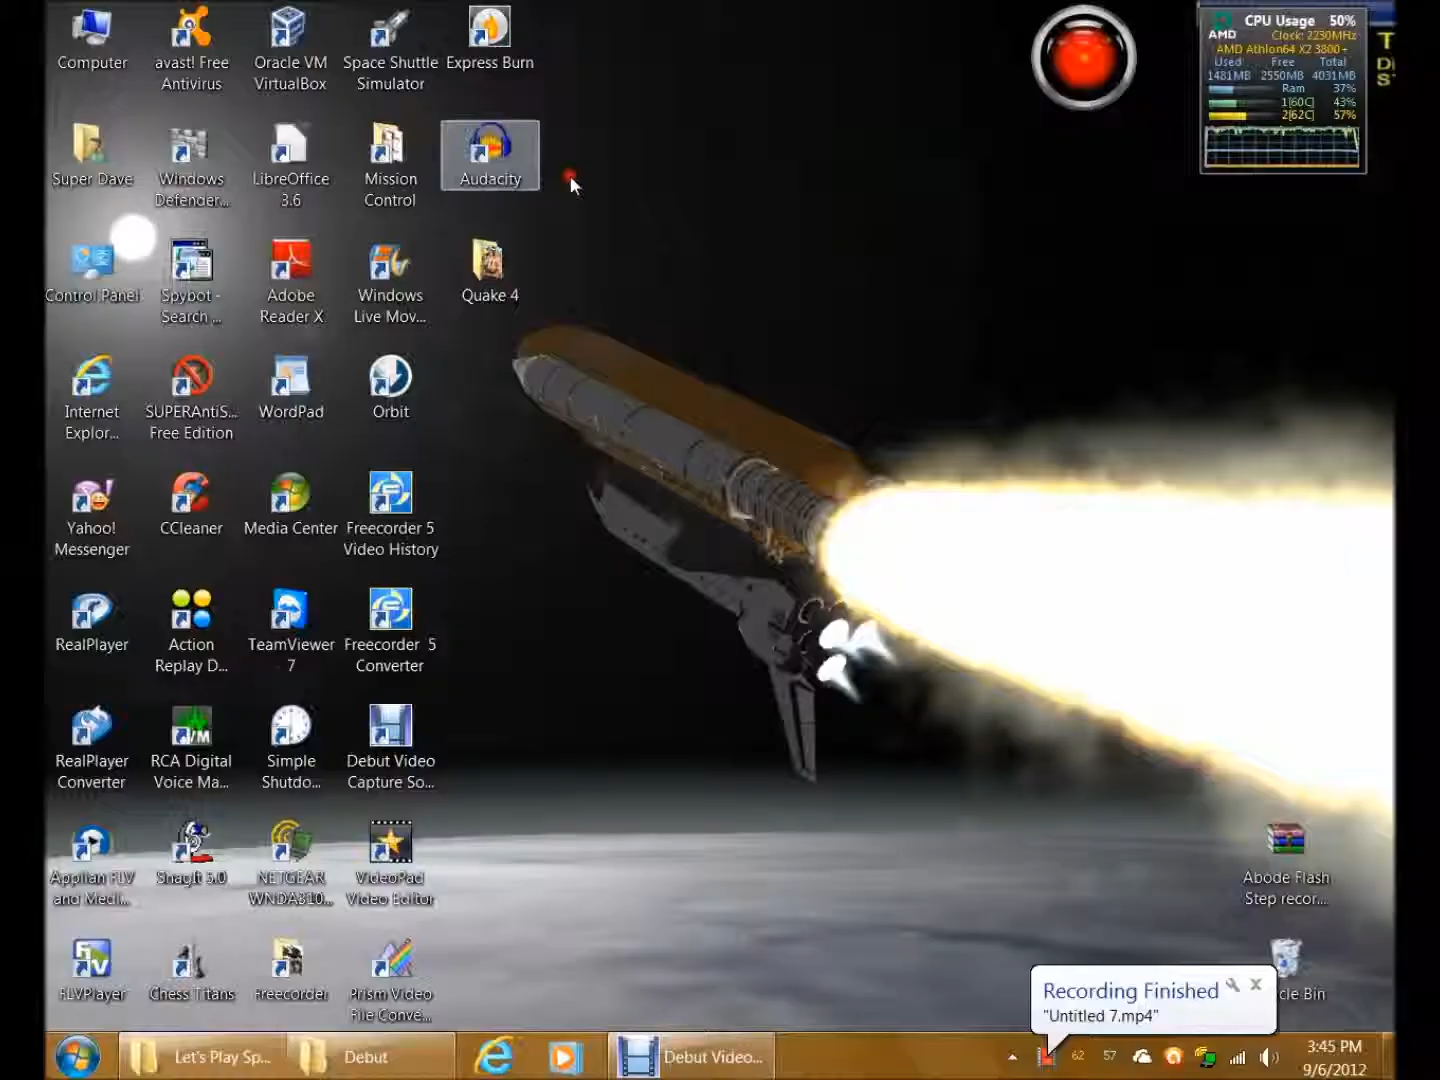 Computer
avast! Free
Antivirus
Oracle VM
VirtualBox
Space Shuttle
Simulator
Express Burn
Super Dave
Windows
Defender...
LibreOffice
3.6
Mission
Control
Audacity
Control Panel
Spybot -
Search ...
Adobe
Reader X
Windows
Live Mov...
Quake 4
Internet
Explor...
SUPERAntiS...
Free Edition
WordPad
Orbit
Yahoo!
Messenger
CCleaner
Media Center
Freecorder 5
Video History
RealPlayer
Action
Replay D...
TeamViewer
7
Freecorder 5
Converter
RealPlayer
Converter
RCA Digital
Voice Ma...
Simple
Shutdo...
Debut Video
Capture So...
Applian FLV
and Medi...
SnagIt 5.0
NETGEAR
WNDA310...
VideoPad
Video Editor
FLVPlayer
Chess Titans
Freecorder
Prism Video
File Conve...
AMD
CPU Usage 50%
Clock: 2230MHz
AMD Athlon64 X2 3800+
Used Free Total
1481MB 2550MB 4031MB
Ram 37%
1[60C] 43%
2[62C] 57%
T
D
S
Abode Flash
Step recor...
cle Bin
Recording Finished
"Untitled 7.mp4"
Let's Play Sp...
Debut
Debut Video...
62
57
3:45 PM
9/6/2012